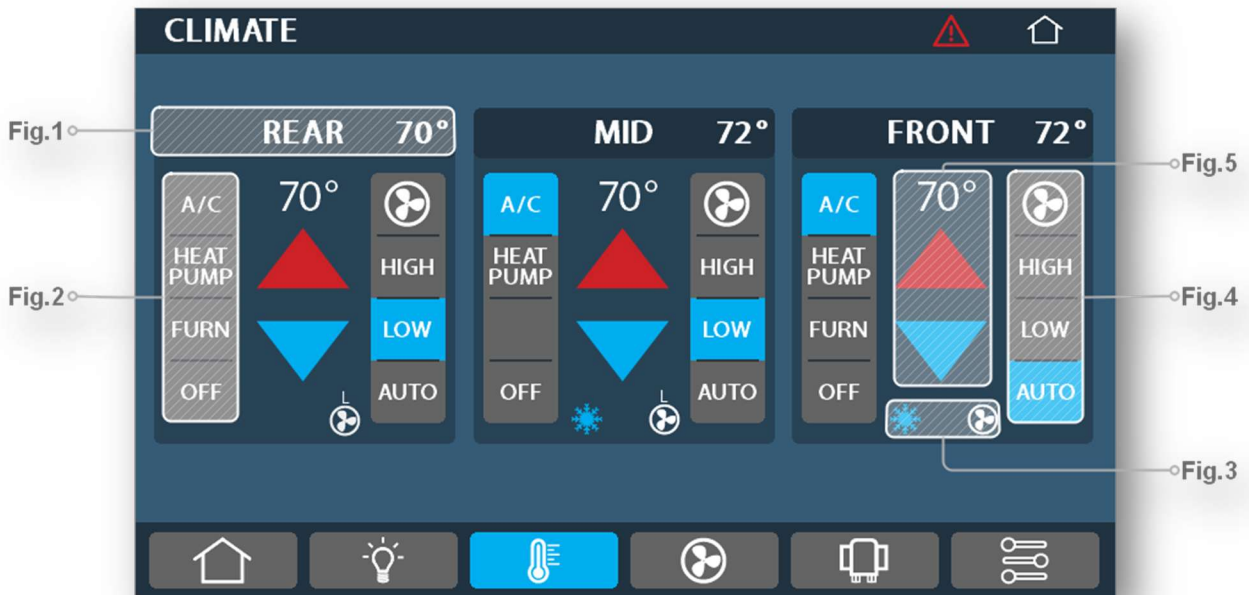 CLIMATE
REAR 70°
MID 72°
FRONT 72°
Fig.1
Fig.5
A/C
HEAT
PUMP
FURN
OFF
70°
HIGH
LOW
AUTO
L
A/C
HEAT
PUMP
OFF
70°
HIGH
LOW
AUTO
L
A/C
HEAT
PUMP
FURN
OFF
70°
HIGH
LOW
AUTO
Fig.2
Fig.4
Fig.3